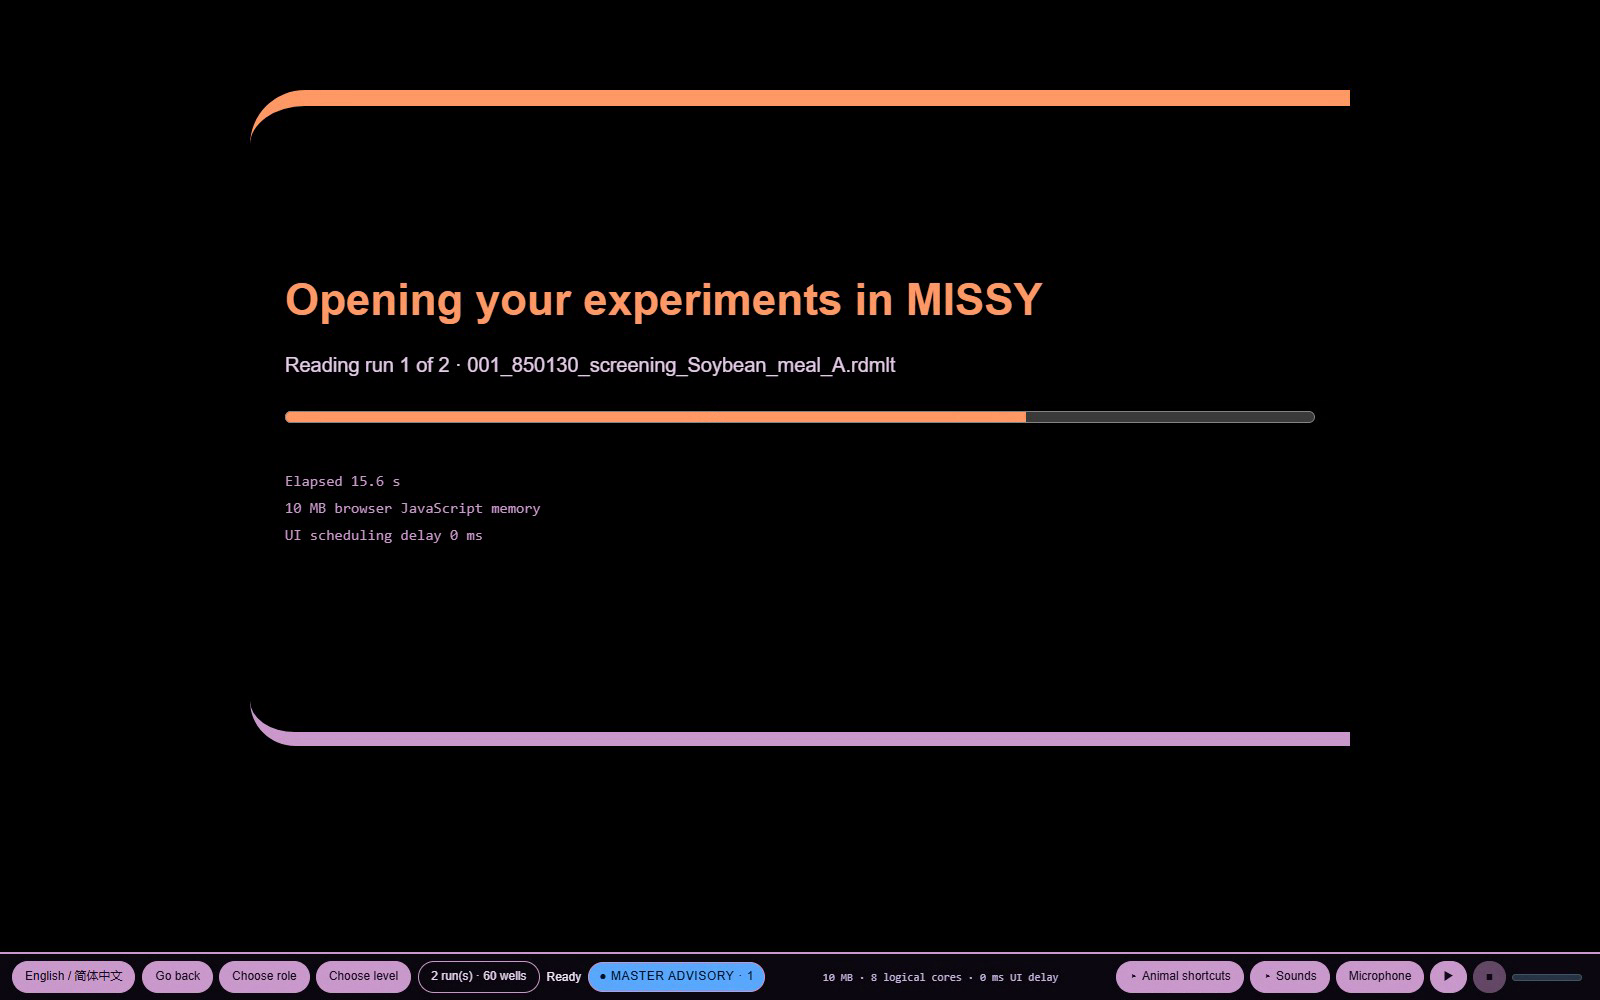 Opening your experiments in MISSY
Reading run 1 of 2 · 001_850130_screening_Soybean_meal_A.rdmlt
Elapsed 15.6 s
10 MB browser JavaScript memory
UI scheduling delay 0 ms
English / 简体中文
Go back
Choose role
Choose level
2 run(s) · 60 wells
Ready
MASTER ADVISORY · 1
10 MB · 8 logical cores · 0 ms UI delay
Animal shortcuts
Sounds
Microphone